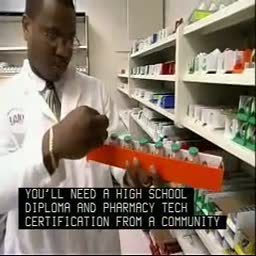 YOU'LL NEED A HIGH SCHOOL
DIPLOMA AND PHARMACY TECH
CERTIFICATION FROM A COMMUNITY